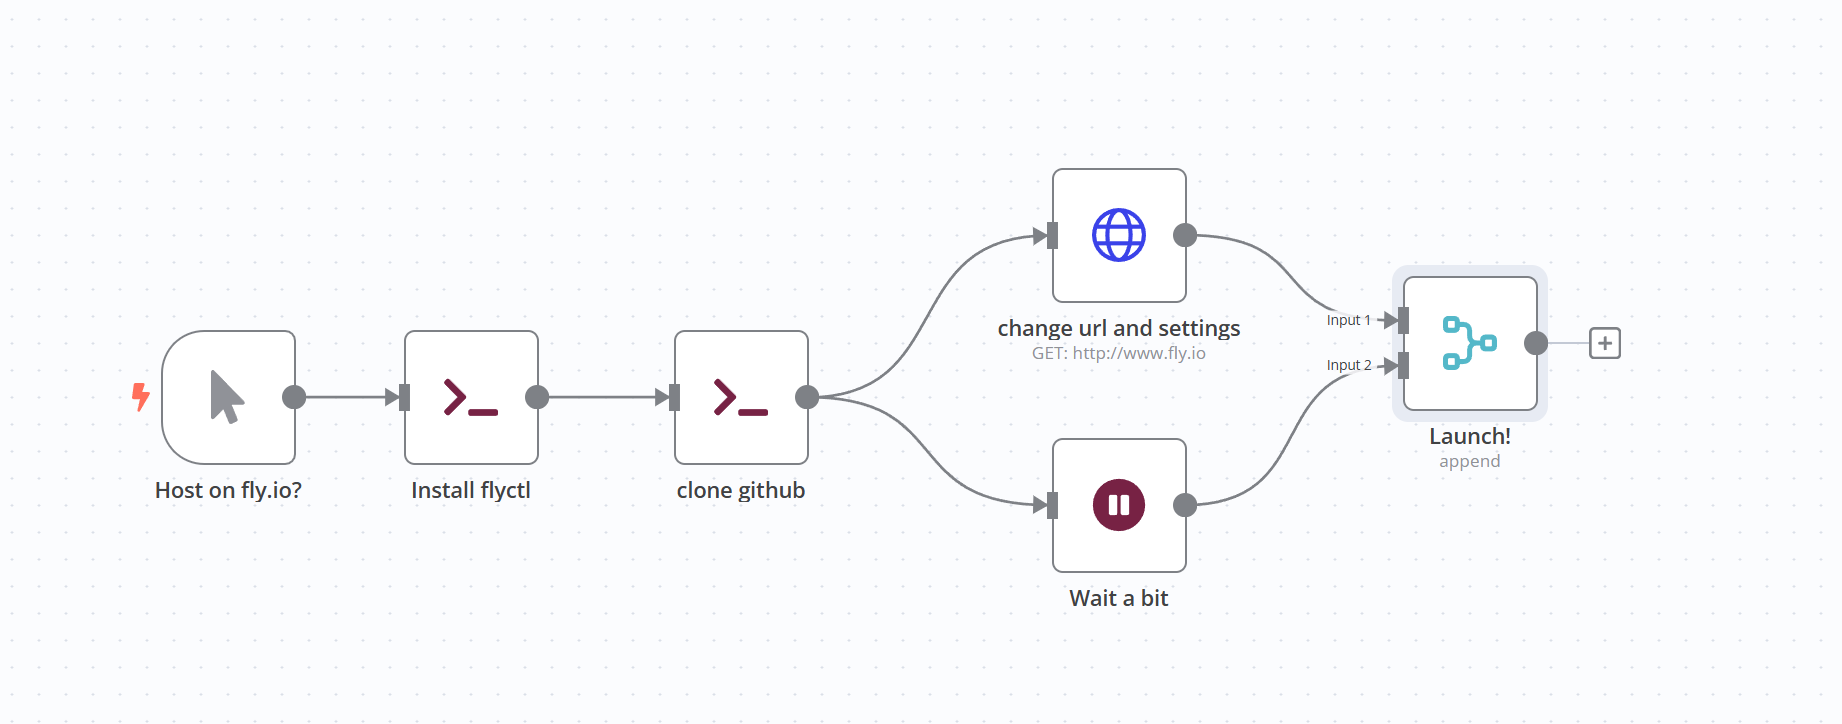 Host on fly.io?
Install flyctl
clone github
change url and settings
GET: http://www.fly.io
Wait a bit
Input 1
Input 2
Launch!
append